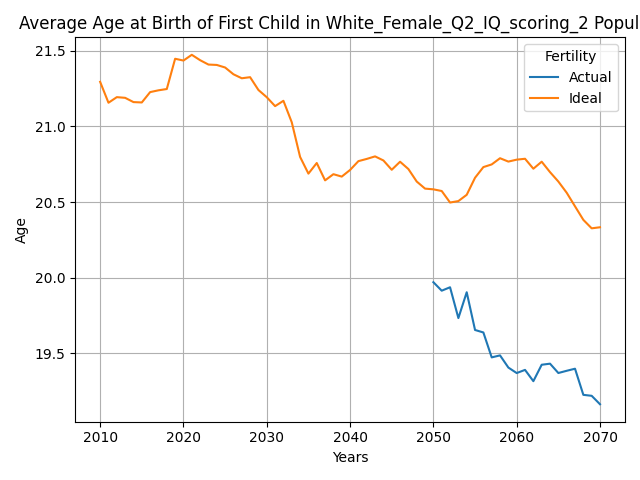 Average Age at Birth of First Child in White_Female_Q2_IQ_scoring_2 Popul
Fertility
Actual
Ideal
21.5
21.0
20.5
20.0
19.5
Age
2010 2020 2030 2040 2050 2060 2070
Years